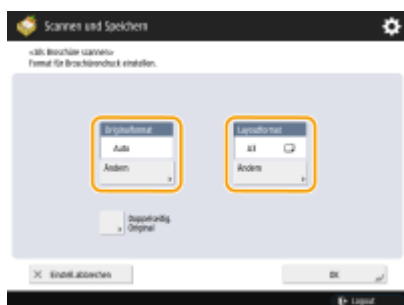 Scannen und Speichern
<Als Broschüre scannen>
Format für Broschürendruck einstellen.
Originalformat
Auto
Ändern
Layoutformat
A3
Ändern
Doppelseitig.
Original
Einstell.abbrechen
OK
Logout